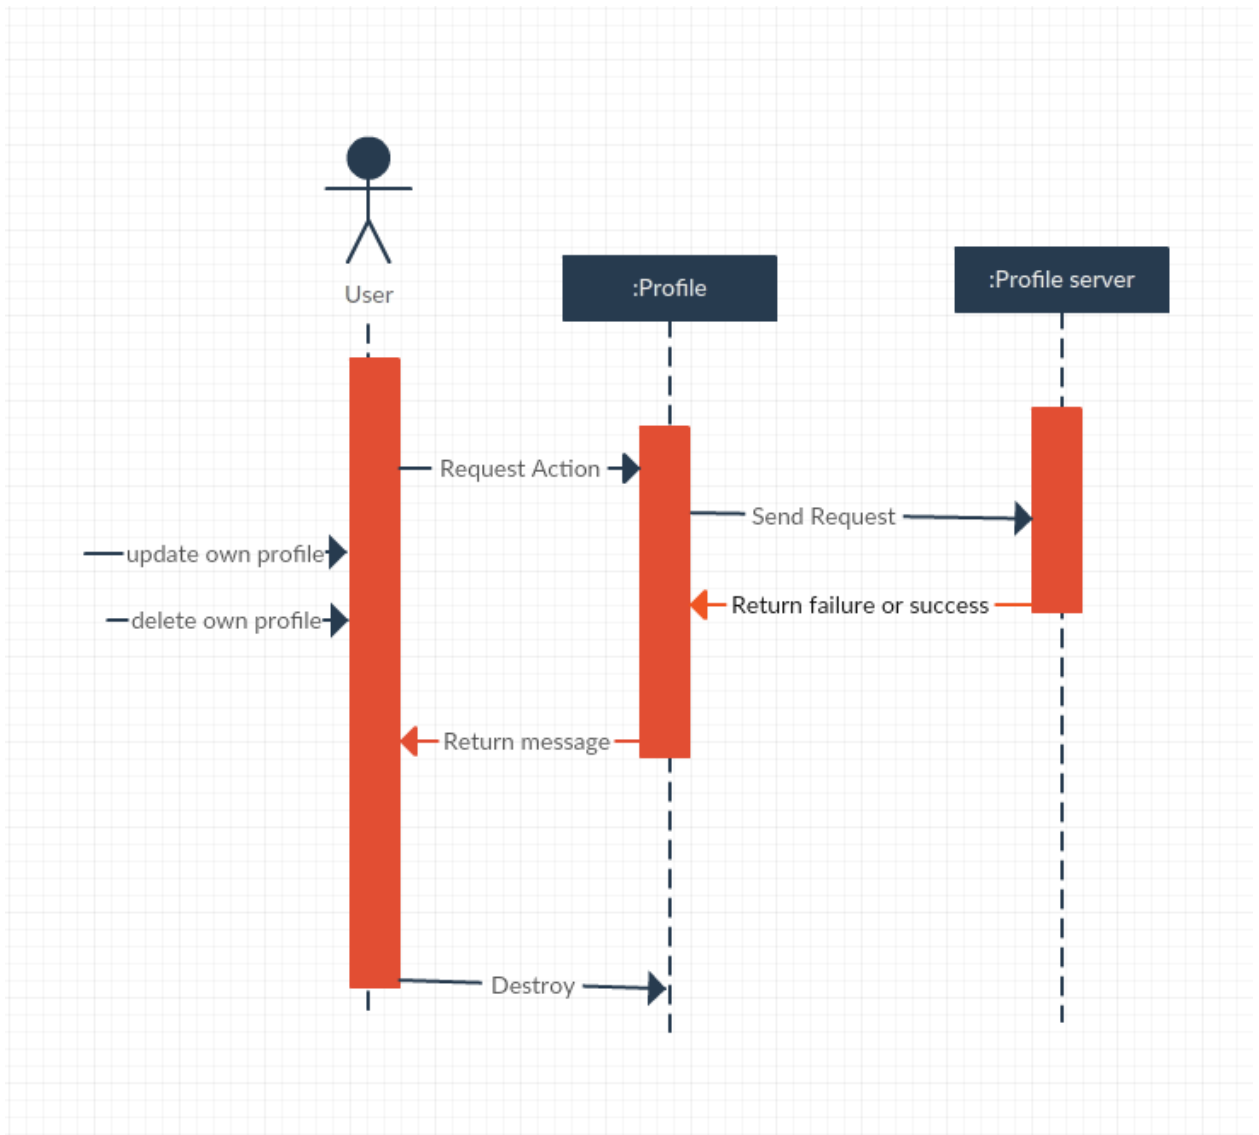 User
:Profile
:Profile server
Request Action
Send Request
update own profile
Return failure or success
delete own profile
Return message
Destroy